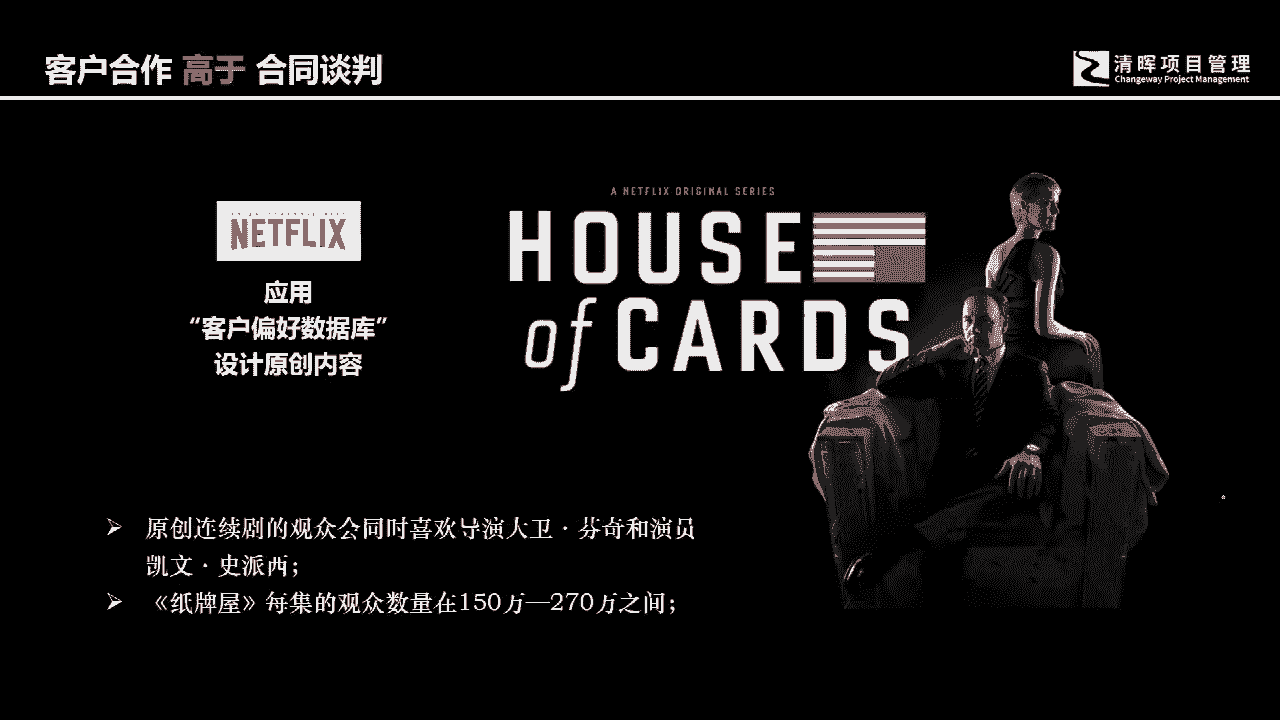 客户合作 高于 合同谈判
清晖项目管理
Changeway Project Management
A NETFLIX ORIGINAL SERIES
HOUSE
of CARDS
NETFLIX
应用
“客户偏好数据库”
设计原创内容
➢ 原创连续剧的观众会同时喜欢导演大卫·芬奇和演员
凯文·史派西；
➢ 《纸牌屋》每集的观众数量在150万—270万之间；